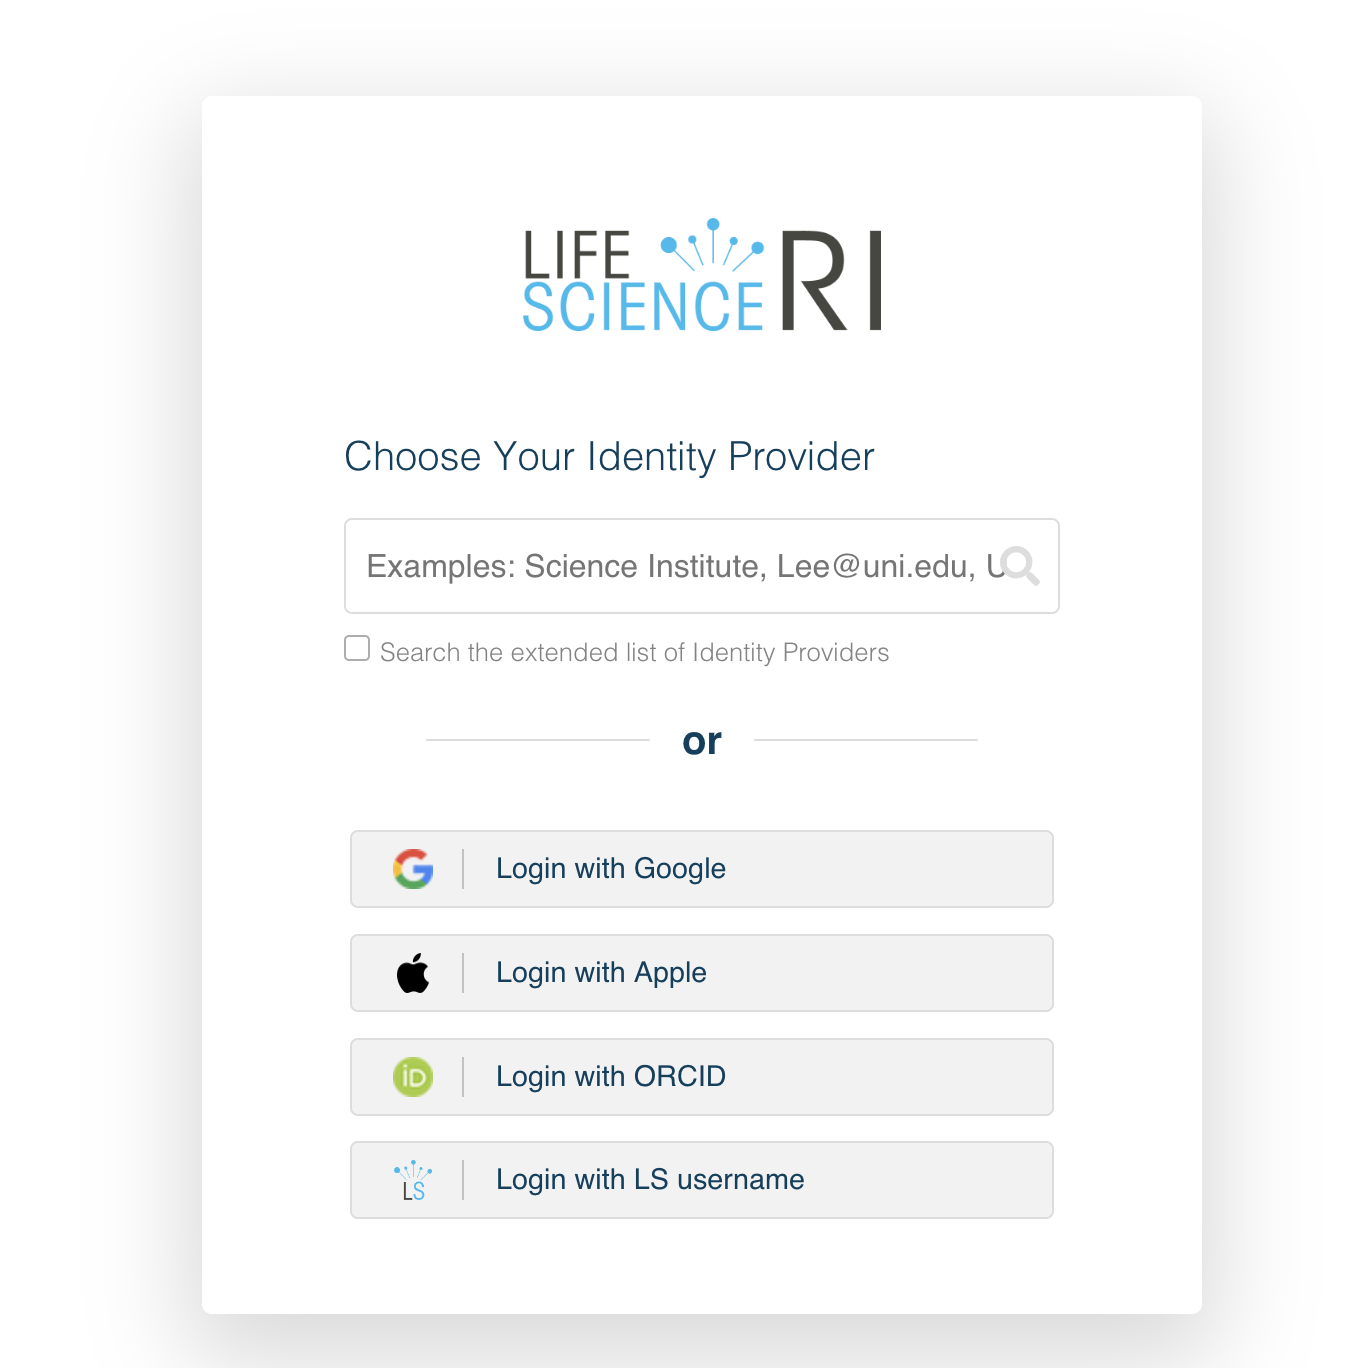 LIFE
SCIENCE RI
Choose Your Identity Provider
Examples: Science Institute, Lee@uni.edu, U
Search the extended list of Identity Providers
or
Login with Google
iD
Login with Apple
Login with ORCID
LS
Login with LS username